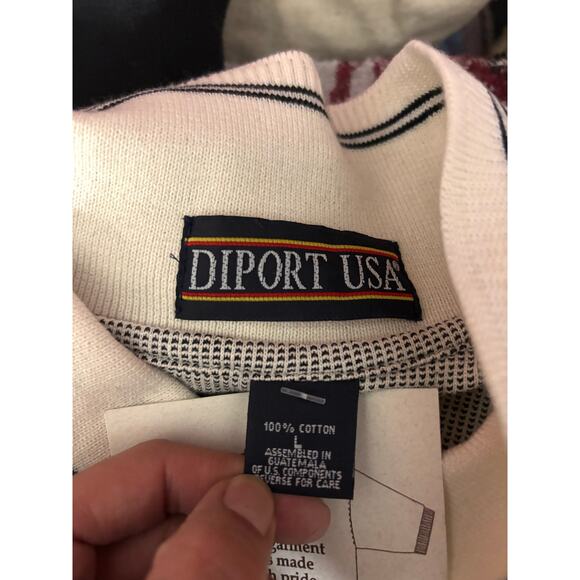 DIPORT USA®
100% COTTON
L
ASSEMBLED IN
GUATEMALA
OF U.S. COMPONENTS
REVERSE FOR CARE
garment
made
pride